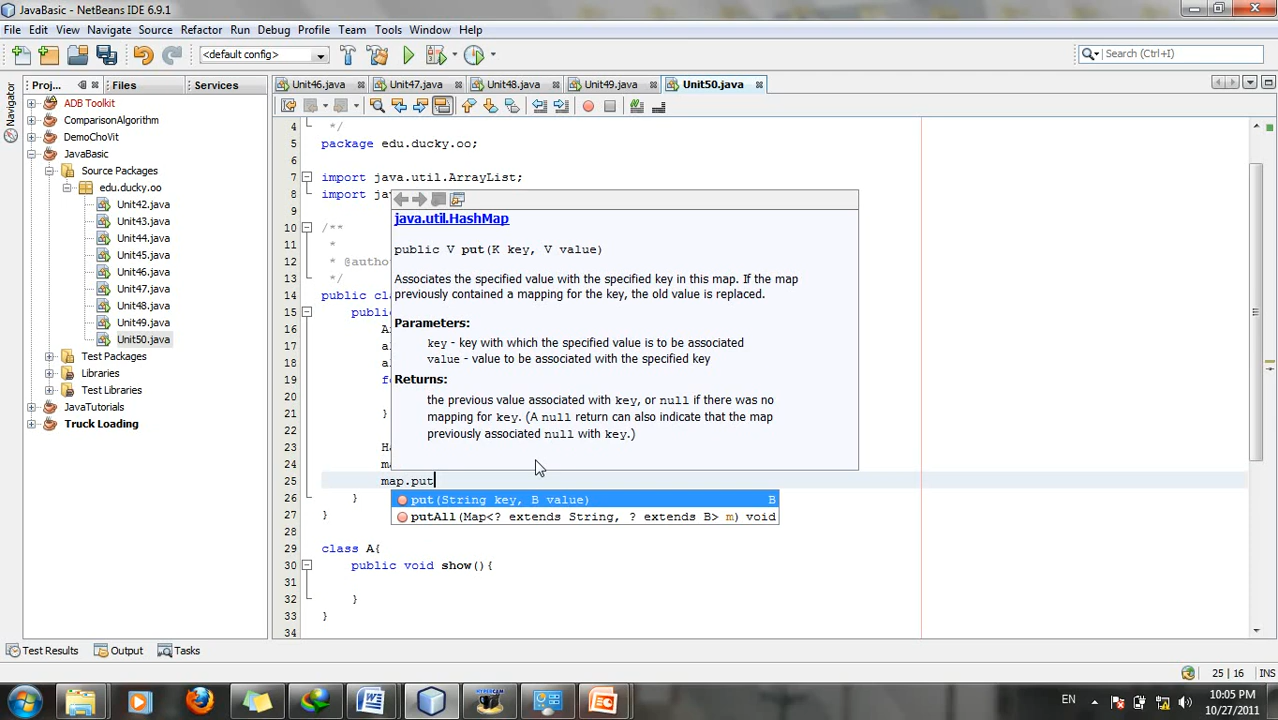 JavaBasic - NetBeans IDE 6.9.1
File Edit View Navigate Source Refactor Run Debug Profile Team Tools Window Help
<default config> Search (Ctrl+I)
Navigator
Proj... Files Services
ADB Toolkit
ComparisonAlgorithm
DemoChoVit
JavaBasic
Source Packages
edu.ducky.oo
Unit42.java
Unit43.java
Unit44.java
Unit45.java
Unit46.java
Unit47.java
Unit48.java
Unit49.java
Unit50.java
Test Packages
Libraries
Test Libraries
JavaTutorials
Truck Loading
Unit46.java Unit47.java Unit48.java Unit49.java Unit50.java
4 */
5 package edu.ducky.oo;
6
7 import java.util.ArrayList;
8 import ja
9
10 /**
11 *
12 * @autho
13 */
14 public cl
15 public
16 A
17 a
18 al
19 fo
20
21 }
22
23 Ha
24 ma
25 map.put
26 }
27 }
28
29 class A{
30 public void show(){
31
32 }
33 }
34
java.util.HashMap
public V put(K key, V value)
Associates the specified value with the specified key in this map. If the map
previously contained a mapping for the key, the old value is replaced.
Parameters:
key - key with which the specified value is to be associated
value - value to be associated with the specified key
Returns:
the previous value associated with key, or null if there was no
mapping for key. (A null return can also indicate that the map
previously associated null with key.)
put(String key, B value) B
putAll(Map<? extends String, ? extends B> m) void
Test Results Output Tasks
25 | 16 INS
EN 10:05 PM
10/27/2011